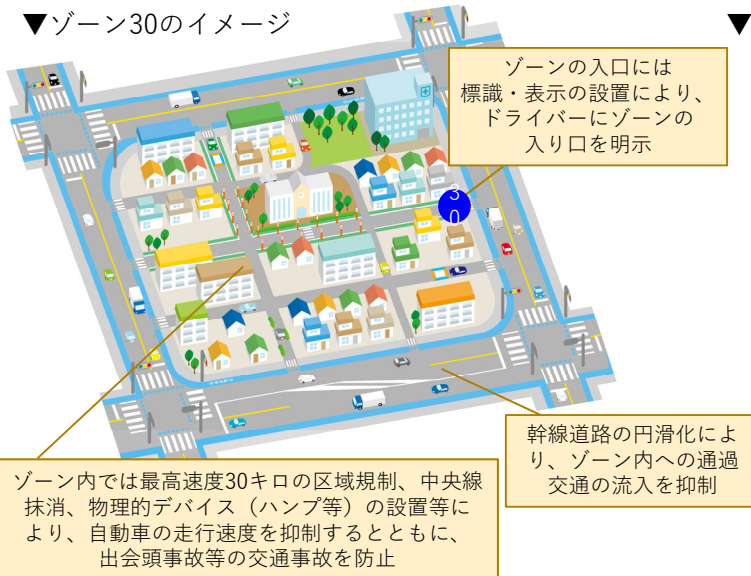 ▼ゾーン30のイメージ
▼
ゾーンの入口には
標識・表示の設置により、
ドライバーにゾーンの
入り口を明示
30
幹線道路の円滑化によ
り、ゾーン内への通過
交通の流入を抑制
ゾーン内では最高速度30キロの区域規制、中央線
抹消、物理的デバイス（ハンプ等）の設置等に
より、自動車の走行速度を抑制するとともに、
出会頭事故等の交通事故を防止